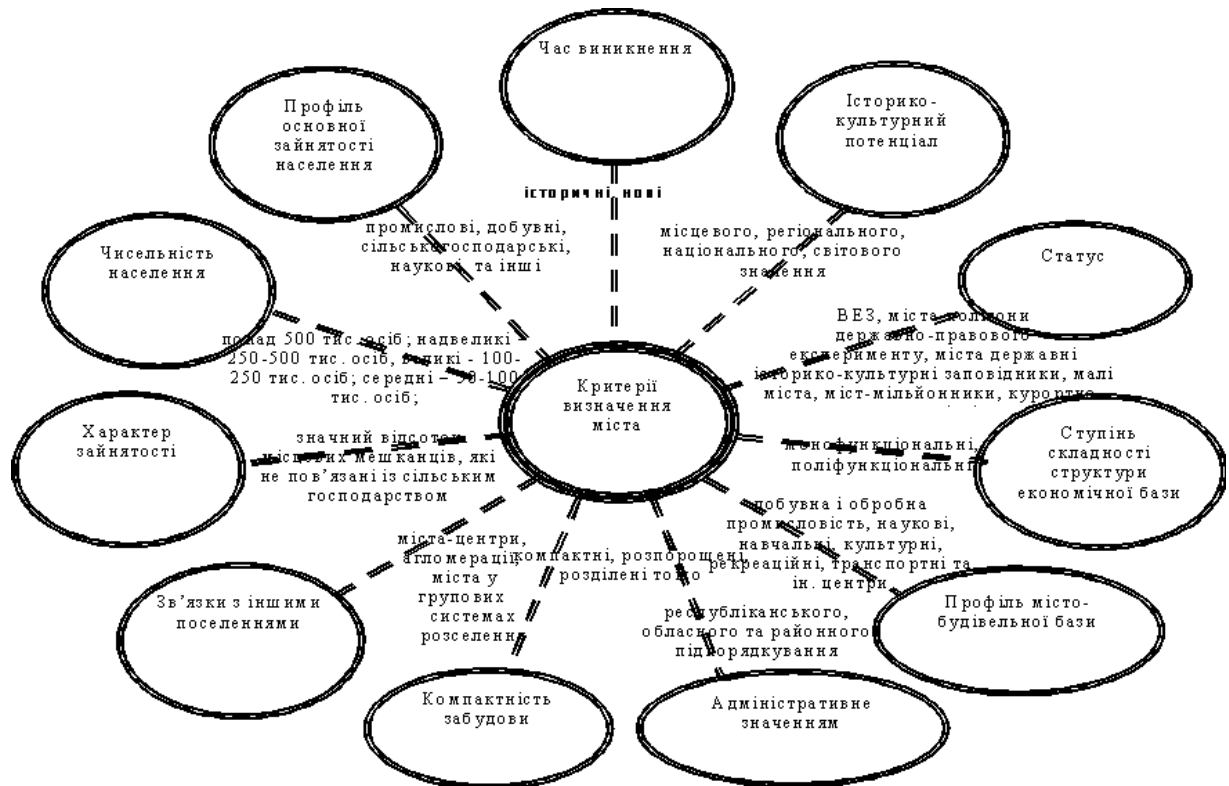 Час виникнення
Профіль
основної
зайнятості
населення
Історико-
культурний
потенціал
історичні, нові
промислові, добувні,
сільськогосподарські,
наукові та інші
місцевого, регіонального,
національного, світового
значення
Чисельність
населення
Статус
понад 500 тис. осіб; надвеликі
250-500 тис. осіб, великі - 100-
250 тис. осіб; середні – 50-100
тис. осіб;
ВЕЗ, міста-полігони
державно-правового
експерименту, міста державні
історико-культурні заповідники, малі
міста, міст-мільйонники, курортно
Критерії
визначення
міста
Характер
зайнятості
значний відсоток
місцевих мешканців, які
не пов’язані із сільським
господарством
монофункціональні,
поліфункціональні
Ступінь
складності
структури
економічної бази
добувна і обробна
промисловість, наукові,
навчальні, культурні,
рекреаційні, транспортні та
ін. центри
міста-центри,
агломерації,
міста у
групових
системах
розселенн
компактні, розпорошені,
розділені тощо
Зв’язки з іншими
поселеннями
республіканського,
обласного та районного
підпорядкування
Профіль місто-
будівельної бази
Компактність
забудови
Адміністративне
значенням